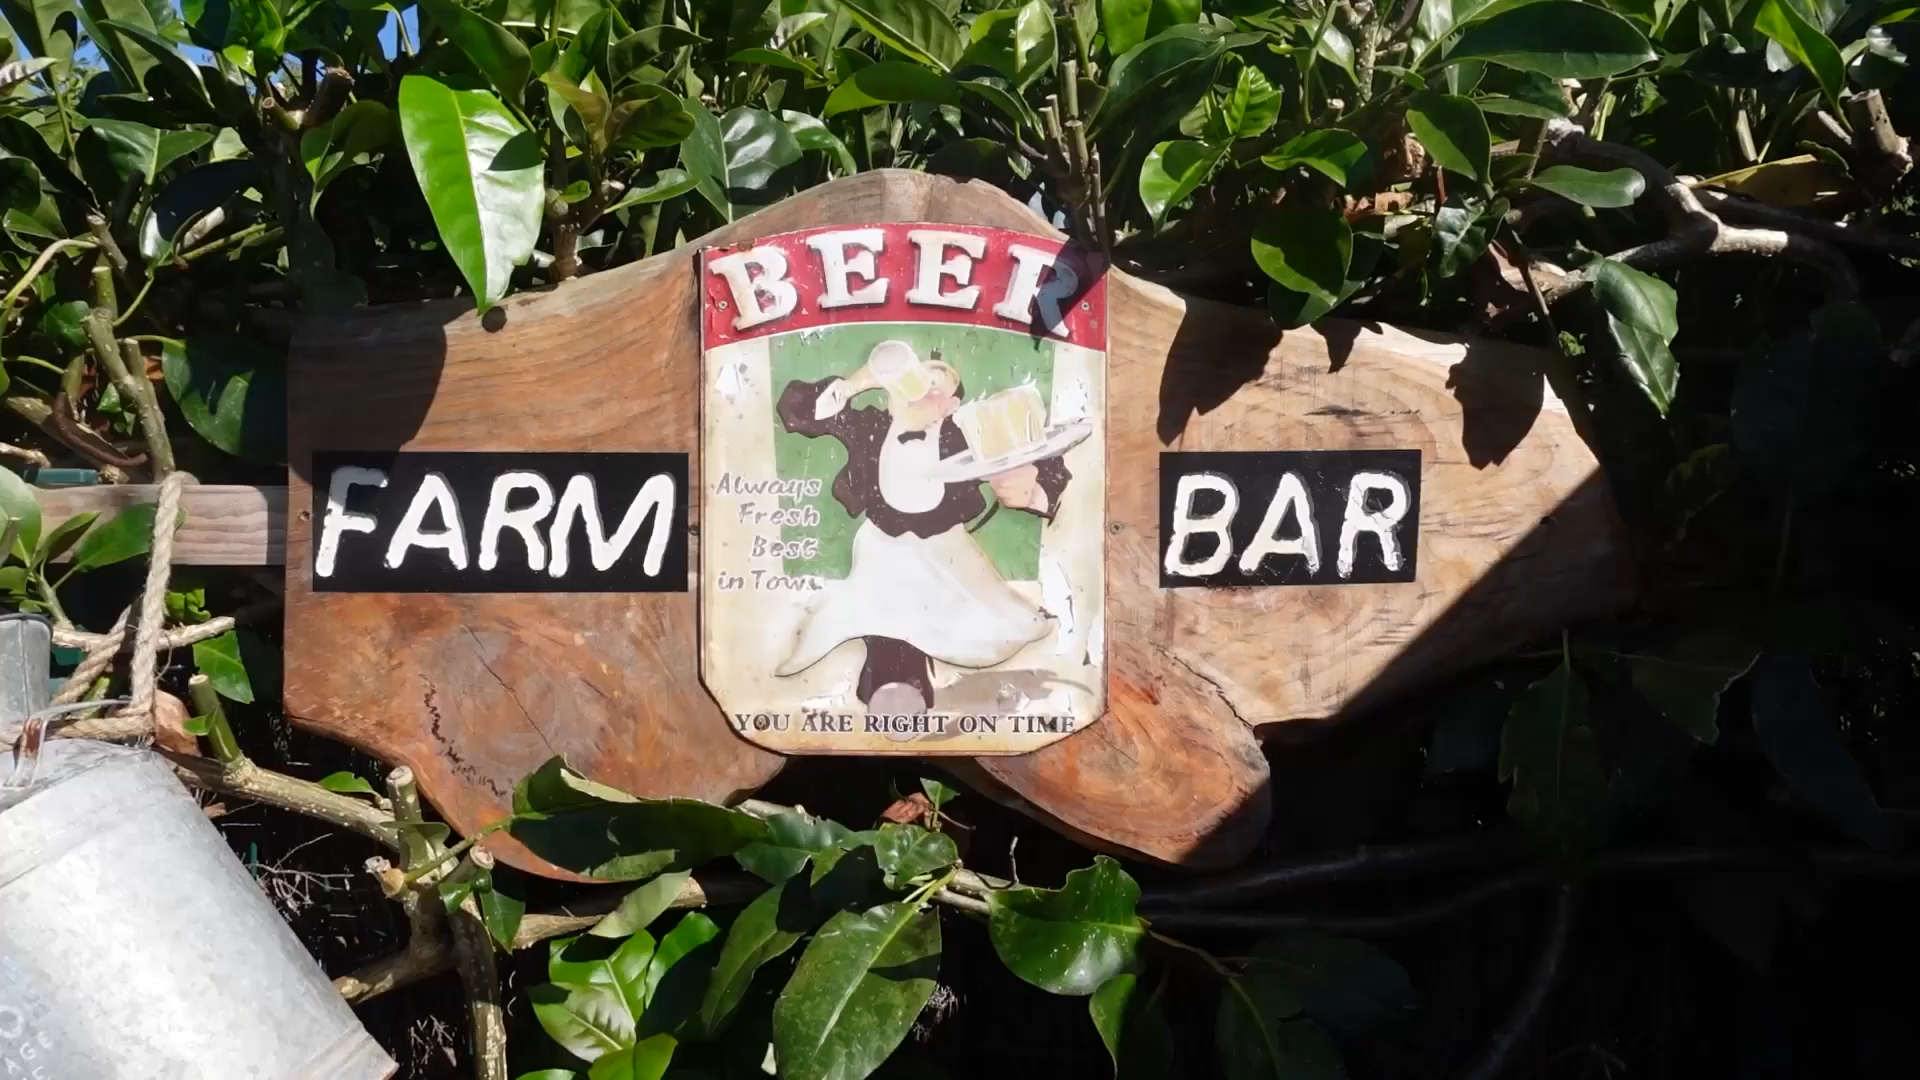 BEER
FARM
BAR
Always
Fresh
Best
in Town
YOU ARE RIGHT ON TIME